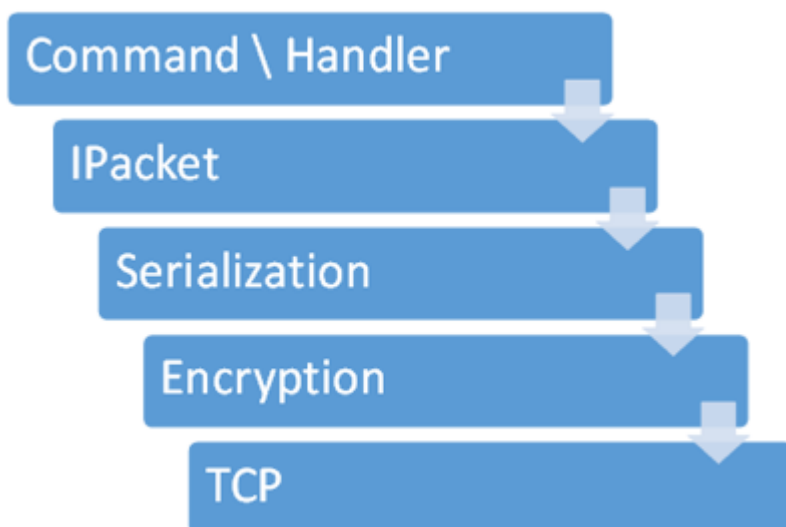 Command \ Handler
IPacket
Serialization
Encryption
TCP